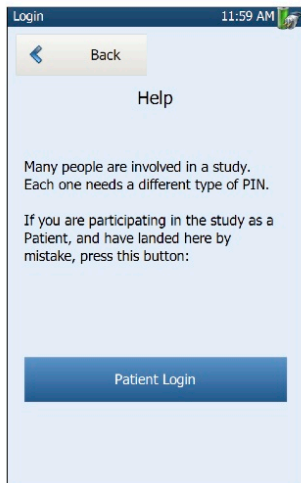 Login 11:59 AM
Back
Help
Many people are involved in a study.
Each one needs a different type of PIN.
If you are participating in the study as a
Patient, and have landed here by
mistake, press this button:
Patient Login